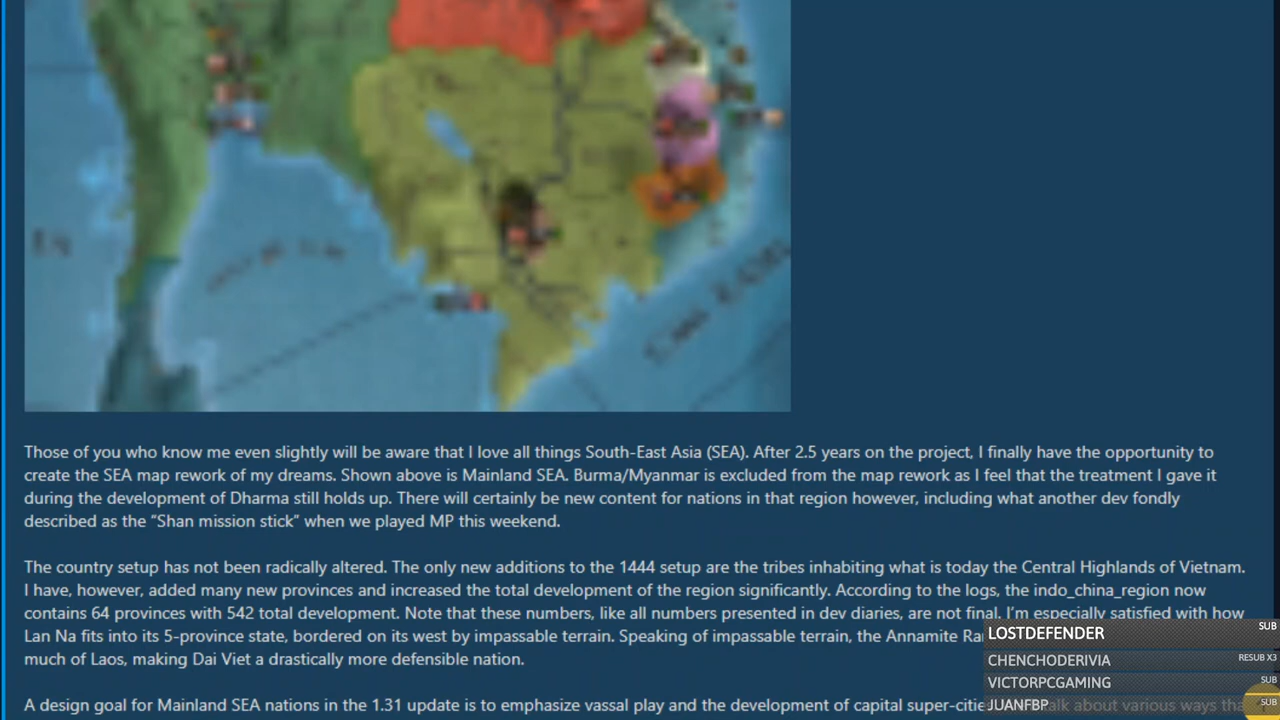 Those of you who know me even slightly will be aware that I love all things South-East Asia (SEA). After 2.5 years on the project, I finally have the opportunity to
create the SEA map rework of my dreams. Shown above is Mainland SEA. Burma/Myanmar is excluded from the map rework as I feel that the treatment I gave it
during the development of Dharma still holds up. There will certainly be new content for nations in that region however, including what another dev fondly
described as the “Shan mission stick” when we played MP this weekend.
The country setup has not been radically altered. The only new additions to the 1444 setup are the tribes inhabiting what is today the Central Highlands of Vietnam.
I have, however, added many new provinces and increased the total development of the region significantly. According to the logs, the indo_china_region now
contains 64 provinces with 542 total development. Note that these numbers, like all numbers presented in dev diaries, are not final. I'm especially satisfied with how
Lan Na fits into its 5-province state, bordered on its west by impassable terrain. Speaking of impassable terrain, the Annamite
much of Laos, making Dai Viet a drastically more defensible nation.
A design goal for Mainland SEA nations in the 1.31 update is to emphasize vassal play and the development of capital talk about various ways
LOSTDEFENDER SUB
CHENCHODERIVIA RESUB X3
VICTORPCGAMING SUB
JUANFBP SUB